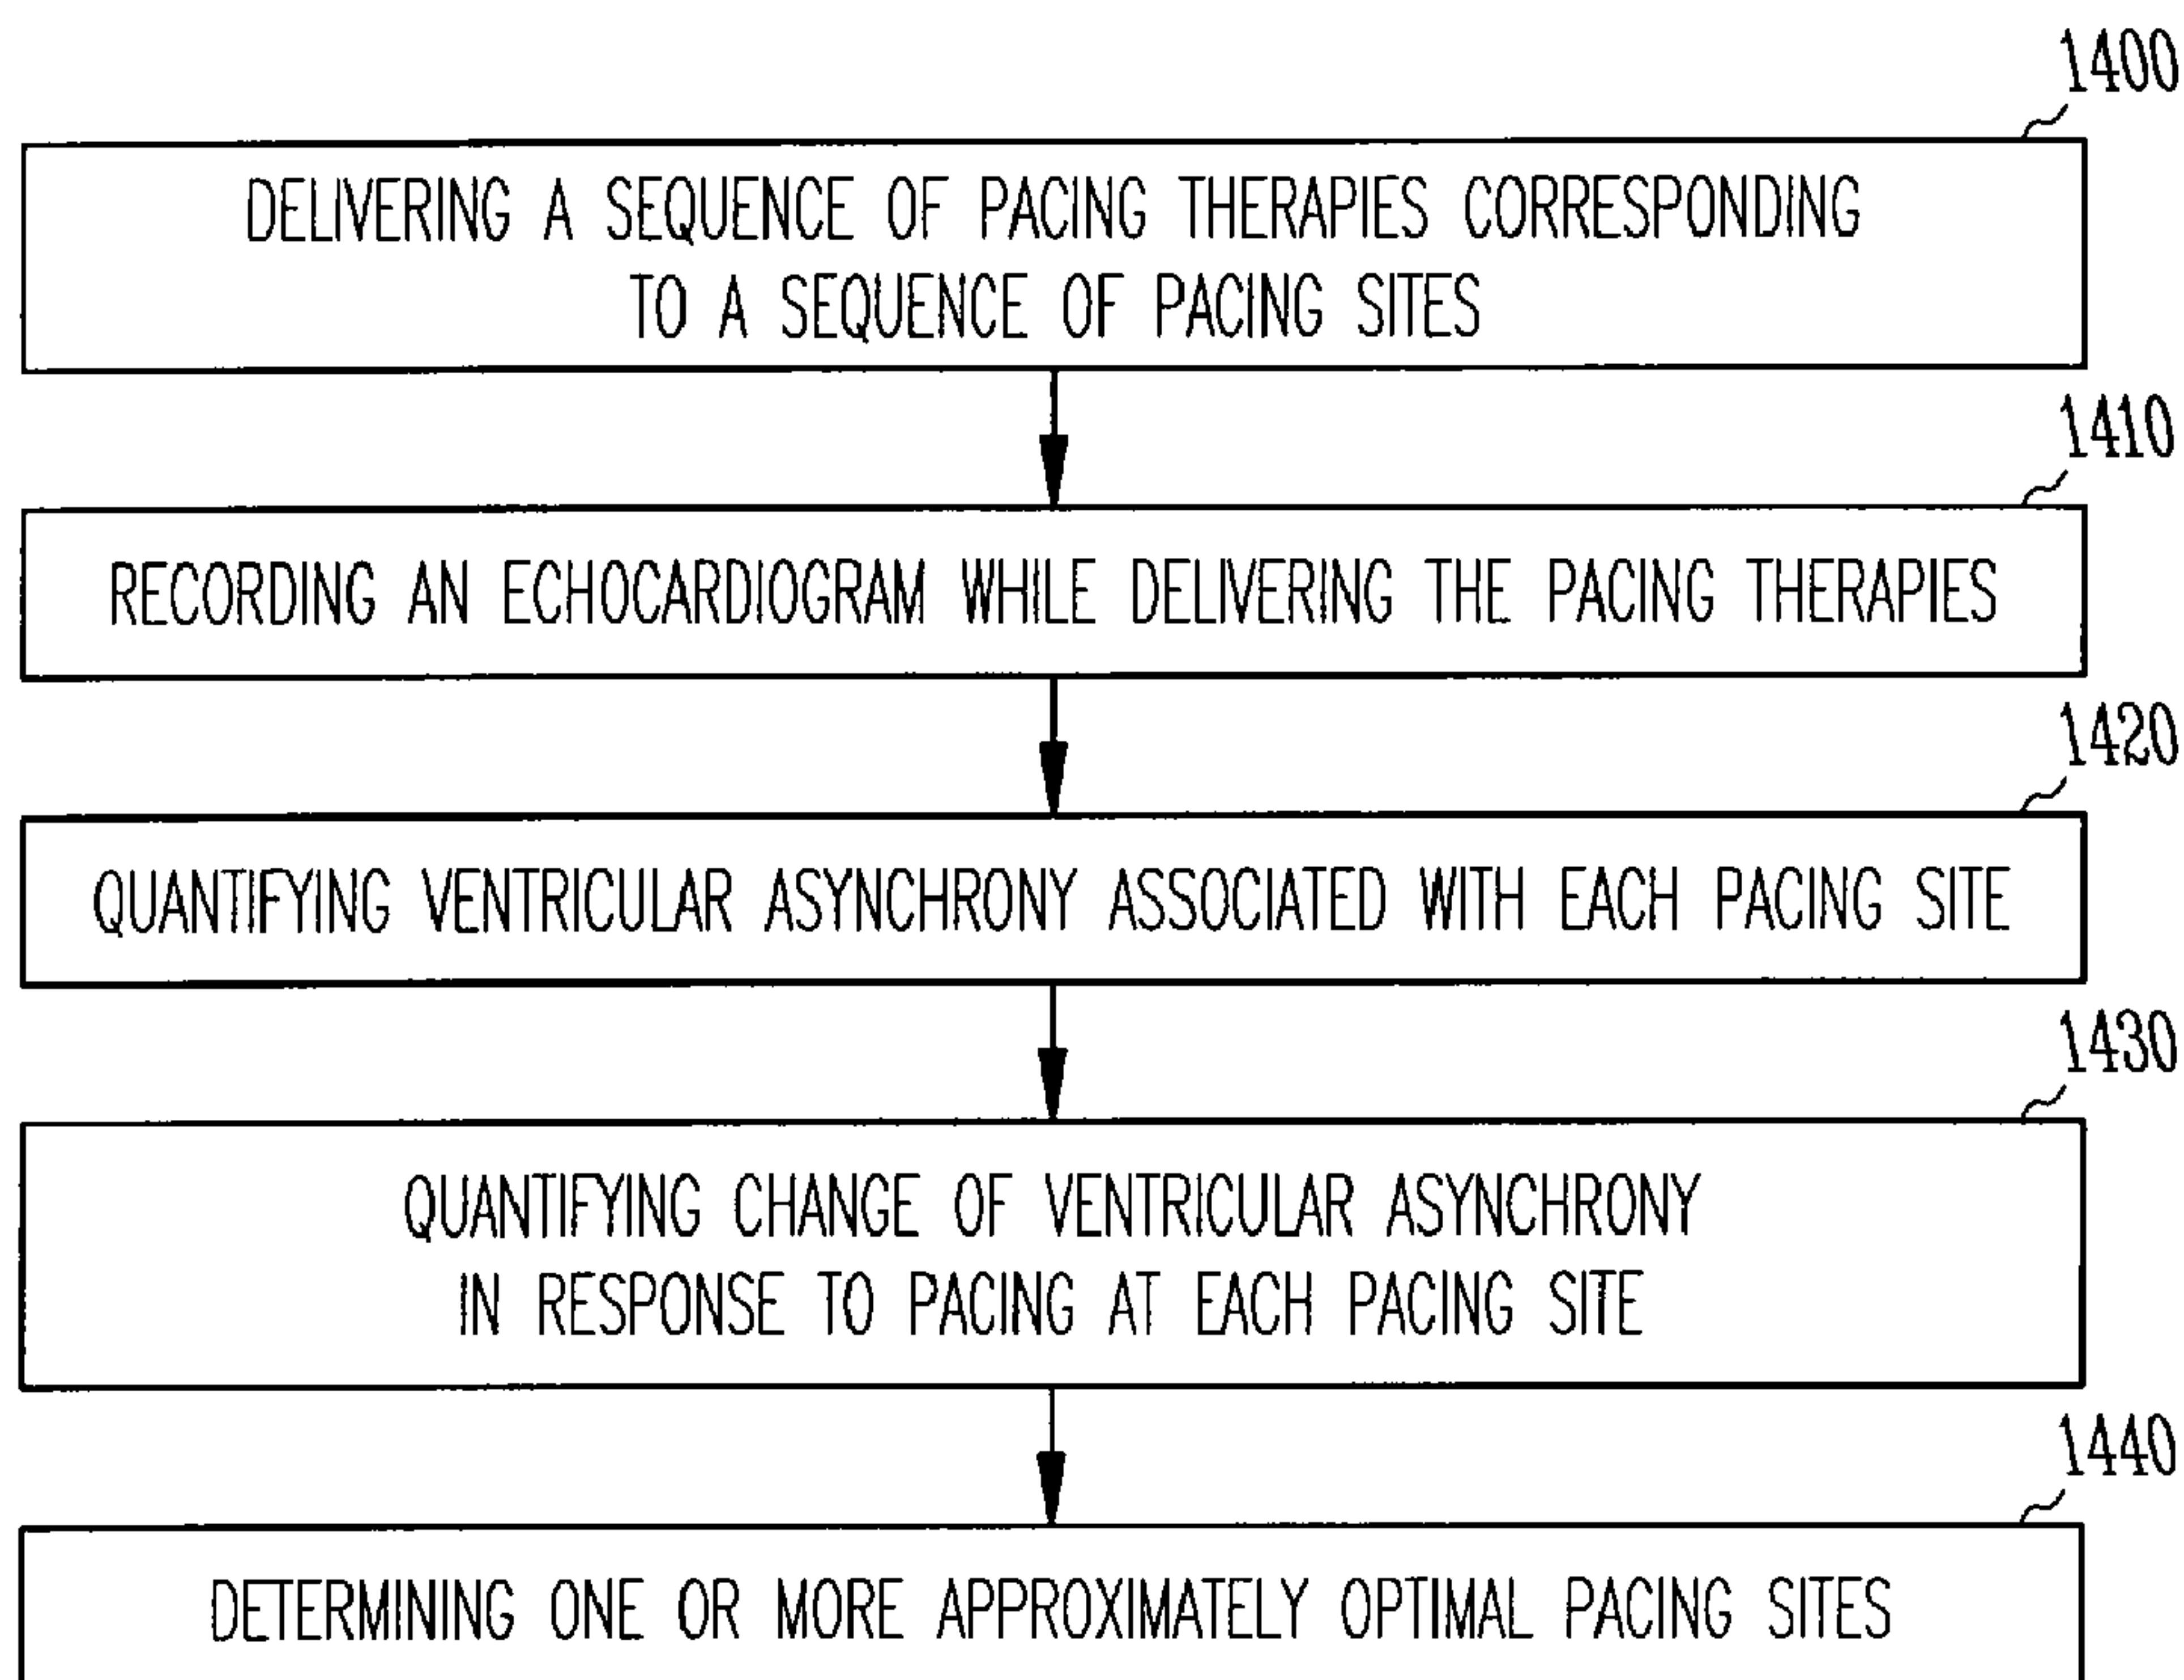 1400
DELIVERING A SEQUENCE OF PACING THERAPIES CORRESPONDING
TO A SEQUENCE OF PACING SITES
1410
RECORDING AN ECHOCARDIOGRAM WHILE DELIVERING THE PACING THERAPIES
1420
QUANTIFYING VENTRICULAR ASYNCHRONY ASSOCIATED WITH EACH PACING SITE
1430
QUANTIFYING CHANGE OF VENTRICULAR ASYNCHRONY
IN RESPONSE TO PACING AT EACH PACING SITE
1440
DETERMINING ONE OR MORE APPROXIMATELY OPTIMAL PACING SITES